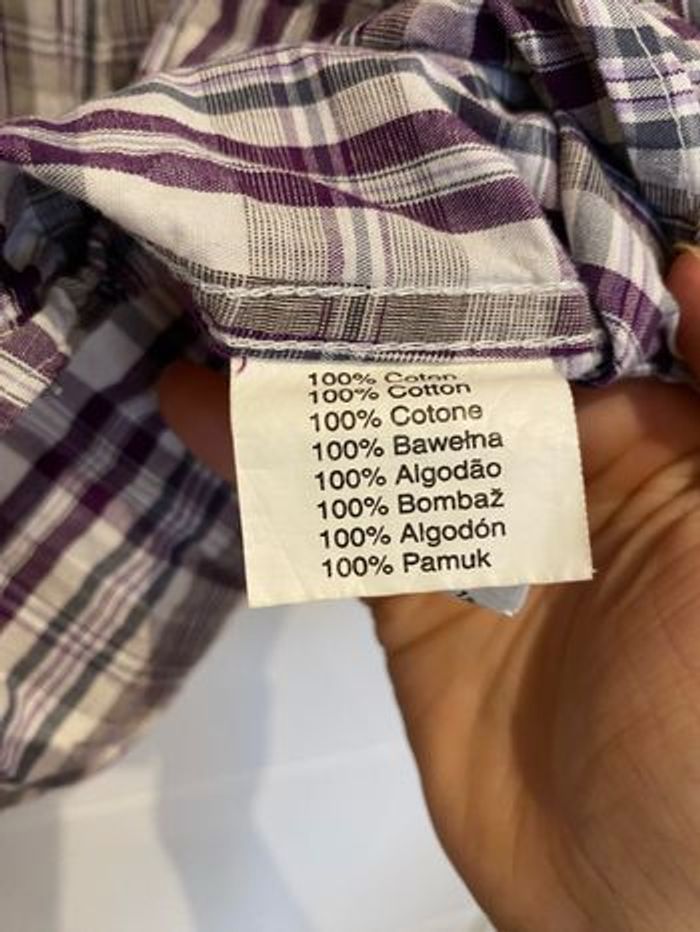 100% Coton
100% Cotton
100% Cotone
100% Bawełna
100% Algodão
100% Bombaž
100% Algodón
100% Pamuk